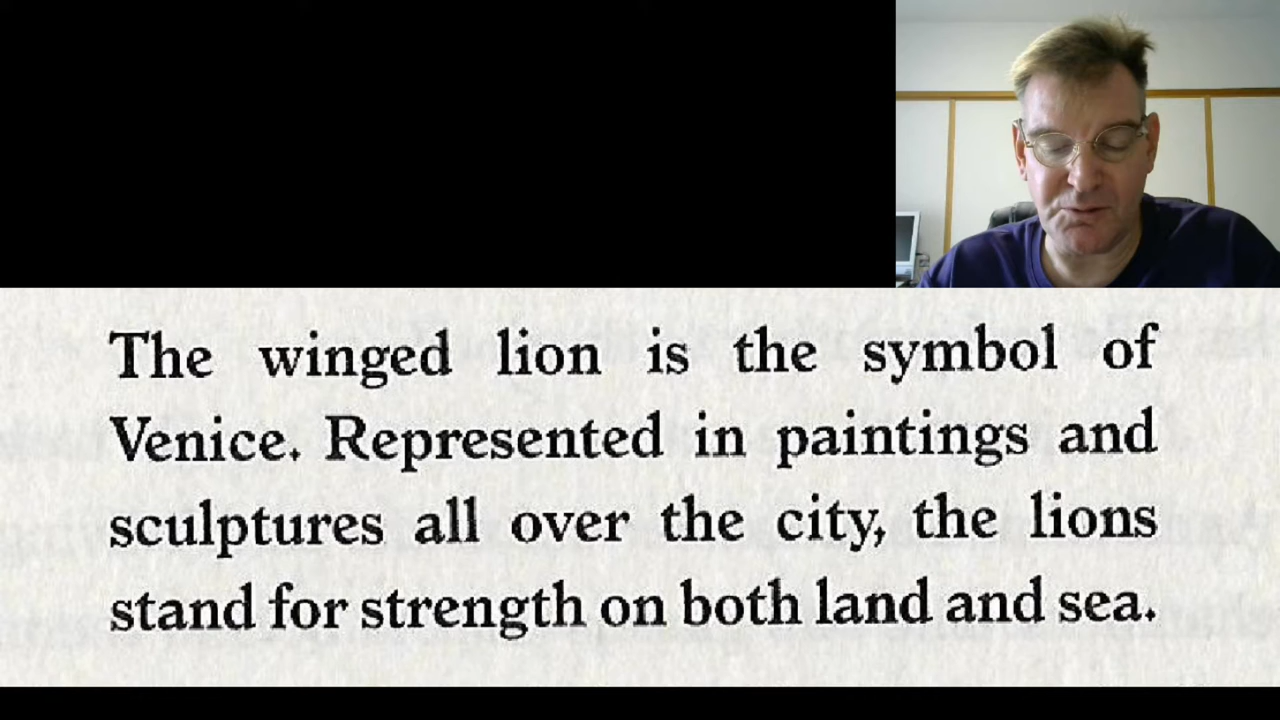 The winged lion is the symbol of
Venice. Represented in paintings and
sculptures all over the city, the lions
stand for strength on both land and sea.